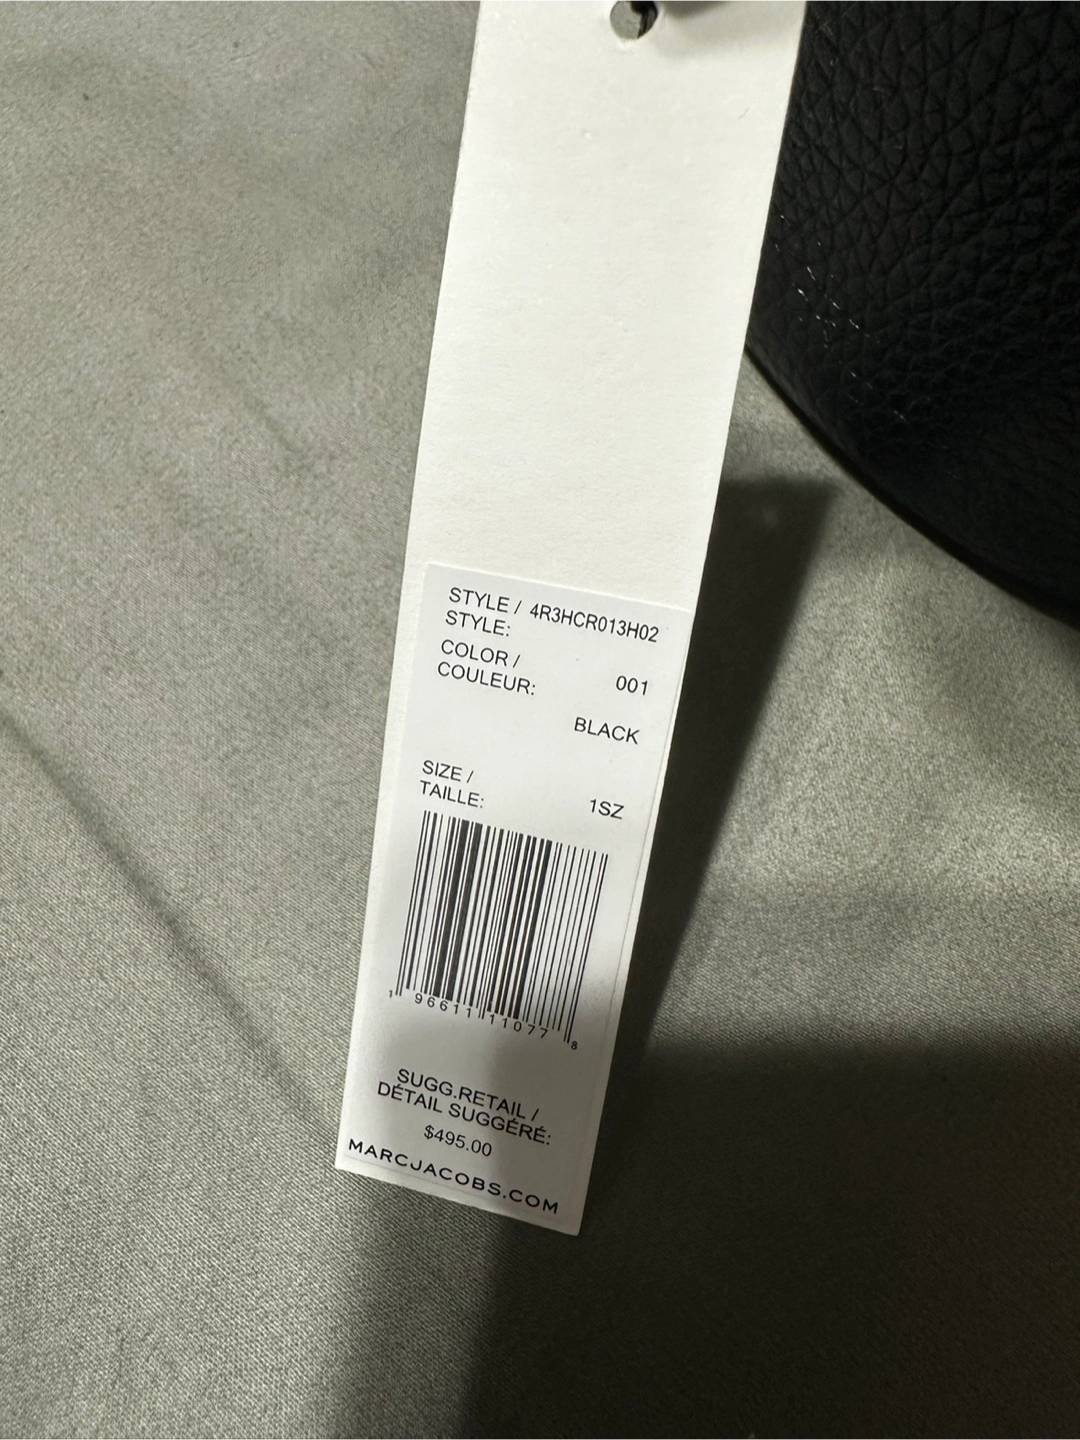 STYLE / 4R3HCR013H02
STYLE:
COLOR /
COULEUR: 001
BLACK
SIZE /
TAILLE: 1SZ
1 96611 11077 8
SUGG.RETAIL /
DÉTAIL SUGGÉRÉ:
$495.00
MARCJACOBS.COM